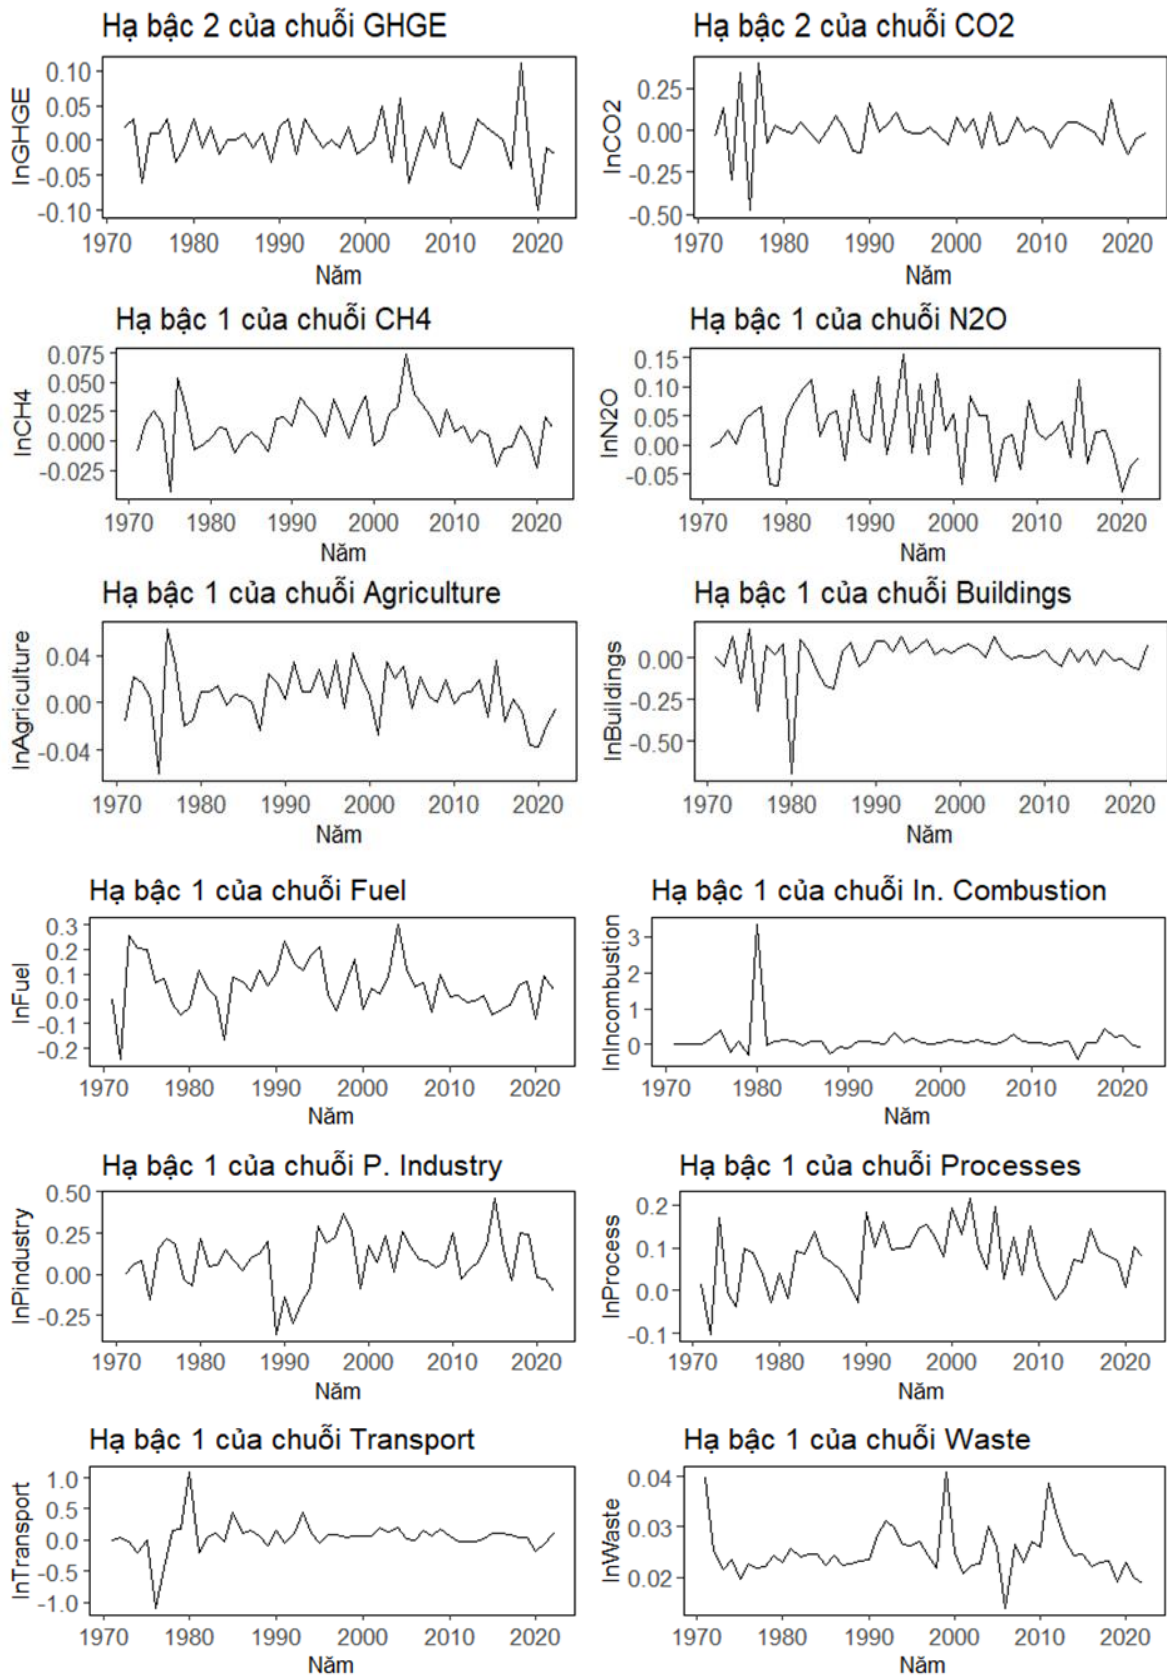 Hạ bậc 2 của chuỗi GHGE
lnGHGE
0.10
0.05
0.00
-0.05
-0.10
1970 1980 1990 2000 2010 2020
Năm
Hạ bậc 2 của chuỗi CO2
lnCO2
0.25
0.00
-0.25
-0.50
1970 1980 1990 2000 2010 2020
Năm
Hạ bậc 1 của chuỗi CH4
lnCH4
0.075
0.050
0.025
0.000
-0.025
1970 1980 1990 2000 2010 2020
Năm
Hạ bậc 1 của chuỗi N2O
lnN2O
0.15
0.10
0.05
0.00
-0.05
1970 1980 1990 2000 2010 2020
Năm
Hạ bậc 1 của chuỗi Agriculture
lnAgriculture
0.04
0.00
-0.04
1970 1980 1990 2000 2010 2020
Năm
Hạ bậc 1 của chuỗi Buildings
lnBuildings
0.00
-0.25
-0.50
1970 1980 1990 2000 2010 2020
Năm
Hạ bậc 1 của chuỗi Fuel
lnFuel
0.3
0.2
0.1
0.0
-0.1
-0.2
1970 1980 1990 2000 2010 2020
Năm
Hạ bậc 1 của chuỗi In. Combustion
lnIncombustion
3
2
1
0
1970 1980 1990 2000 2010 2020
Năm
Hạ bậc 1 của chuỗi P. Industry
lnPindustry
0.50
0.25
0.00
-0.25
1970 1980 1990 2000 2010 2020
Năm
Hạ bậc 1 của chuỗi Processes
lnProcess
0.2
0.1
0.0
-0.1
1970 1980 1990 2000 2010 2020
Năm
Hạ bậc 1 của chuỗi Transport
lnTransport
1.0
0.5
0.0
-0.5
-1.0
1970 1980 1990 2000 2010 2020
Năm
Hạ bậc 1 của chuỗi Waste
lnWaste
0.04
0.03
0.02
1970 1980 1990 2000 2010 2020
Năm